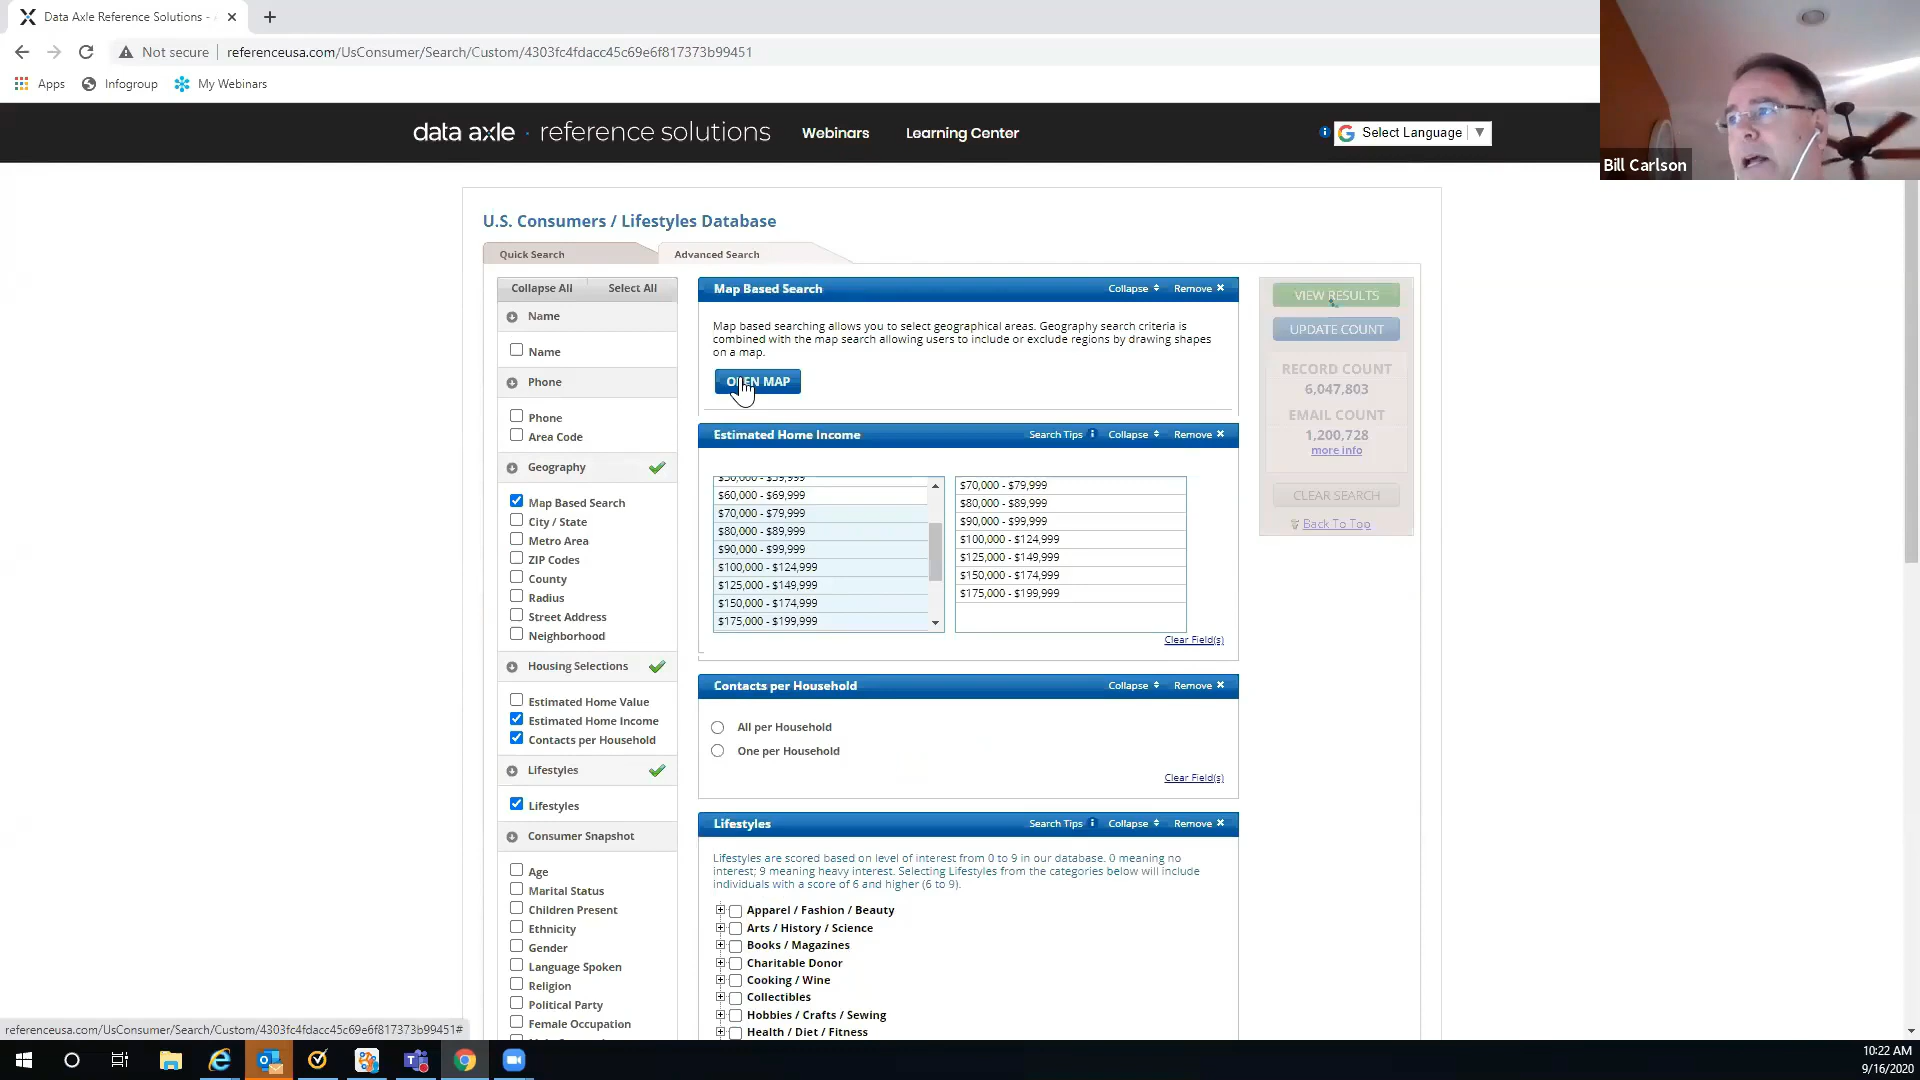 Data Axle Reference Solutions -
Not secure
referenceusa.com/UsConsumer/Search/Custom/4303fc4fdacc45c69e6f817373b99451
Apps
Infogroup
My Webinars
data axle · reference solutions
Webinars
Learning Center
Select Language
Bill Carlson
U.S. Consumers / Lifestyles Database
Quick Search
Advanced Search
Collapse All
Select All
Name
Name
Phone
Phone
Area Code
Geography
Map Based Search
City / State
Metro Area
ZIP Codes
County
Radius
Street Address
Neighborhood
Housing Selections
Estimated Home Value
Estimated Home Income
Contacts per Household
Lifestyles
Lifestyles
Consumer Snapshot
Age
Marital Status
Children Present
Ethnicity
Gender
Language Spoken
Religion
Political Party
Female Occupation
Map Based Search
Collapse
Remove
Map based searching allows you to select geographical areas. Geography search criteria is
combined with the map search allowing users to include or exclude regions by drawing shapes
on a map.
OPEN MAP
Estimated Home Income
Search Tips
Collapse
Remove
$50,000 - $59,999
$60,000 - $69,999
$70,000 - $79,999
$80,000 - $89,999
$90,000 - $99,999
$100,000 - $124,999
$125,000 - $149,999
$150,000 - $174,999
$175,000 - $199,999
$70,000 - $79,999
$80,000 - $89,999
$90,000 - $99,999
$100,000 - $124,999
$125,000 - $149,999
$150,000 - $174,999
$175,000 - $199,999
Clear Field(s)
Contacts per Household
Collapse
Remove
All per Household
One per Household
Clear Field(s)
Lifestyles
Search Tips
Collapse
Remove
Lifestyles are scored based on level of interest from 0 to 9 in our database. 0 meaning no
interest; 9 meaning heavy interest. Selecting Lifestyles from the categories below will include
individuals with a score of 6 and higher (6 to 9).
Apparel / Fashion / Beauty
Arts / History / Science
Books / Magazines
Charitable Donor
Cooking / Wine
Collectibles
Hobbies / Crafts / Sewing
Health / Diet / Fitness
VIEW RESULTS
UPDATE COUNT
RECORD COUNT
6,047,803
EMAIL COUNT
1,200,728
more info
CLEAR SEARCH
Back To Top
referenceusa.com/UsConsumer/Search/Custom/4303fc4fdacc45c69e6f817373b99451#
10:22 AM
9/16/2020